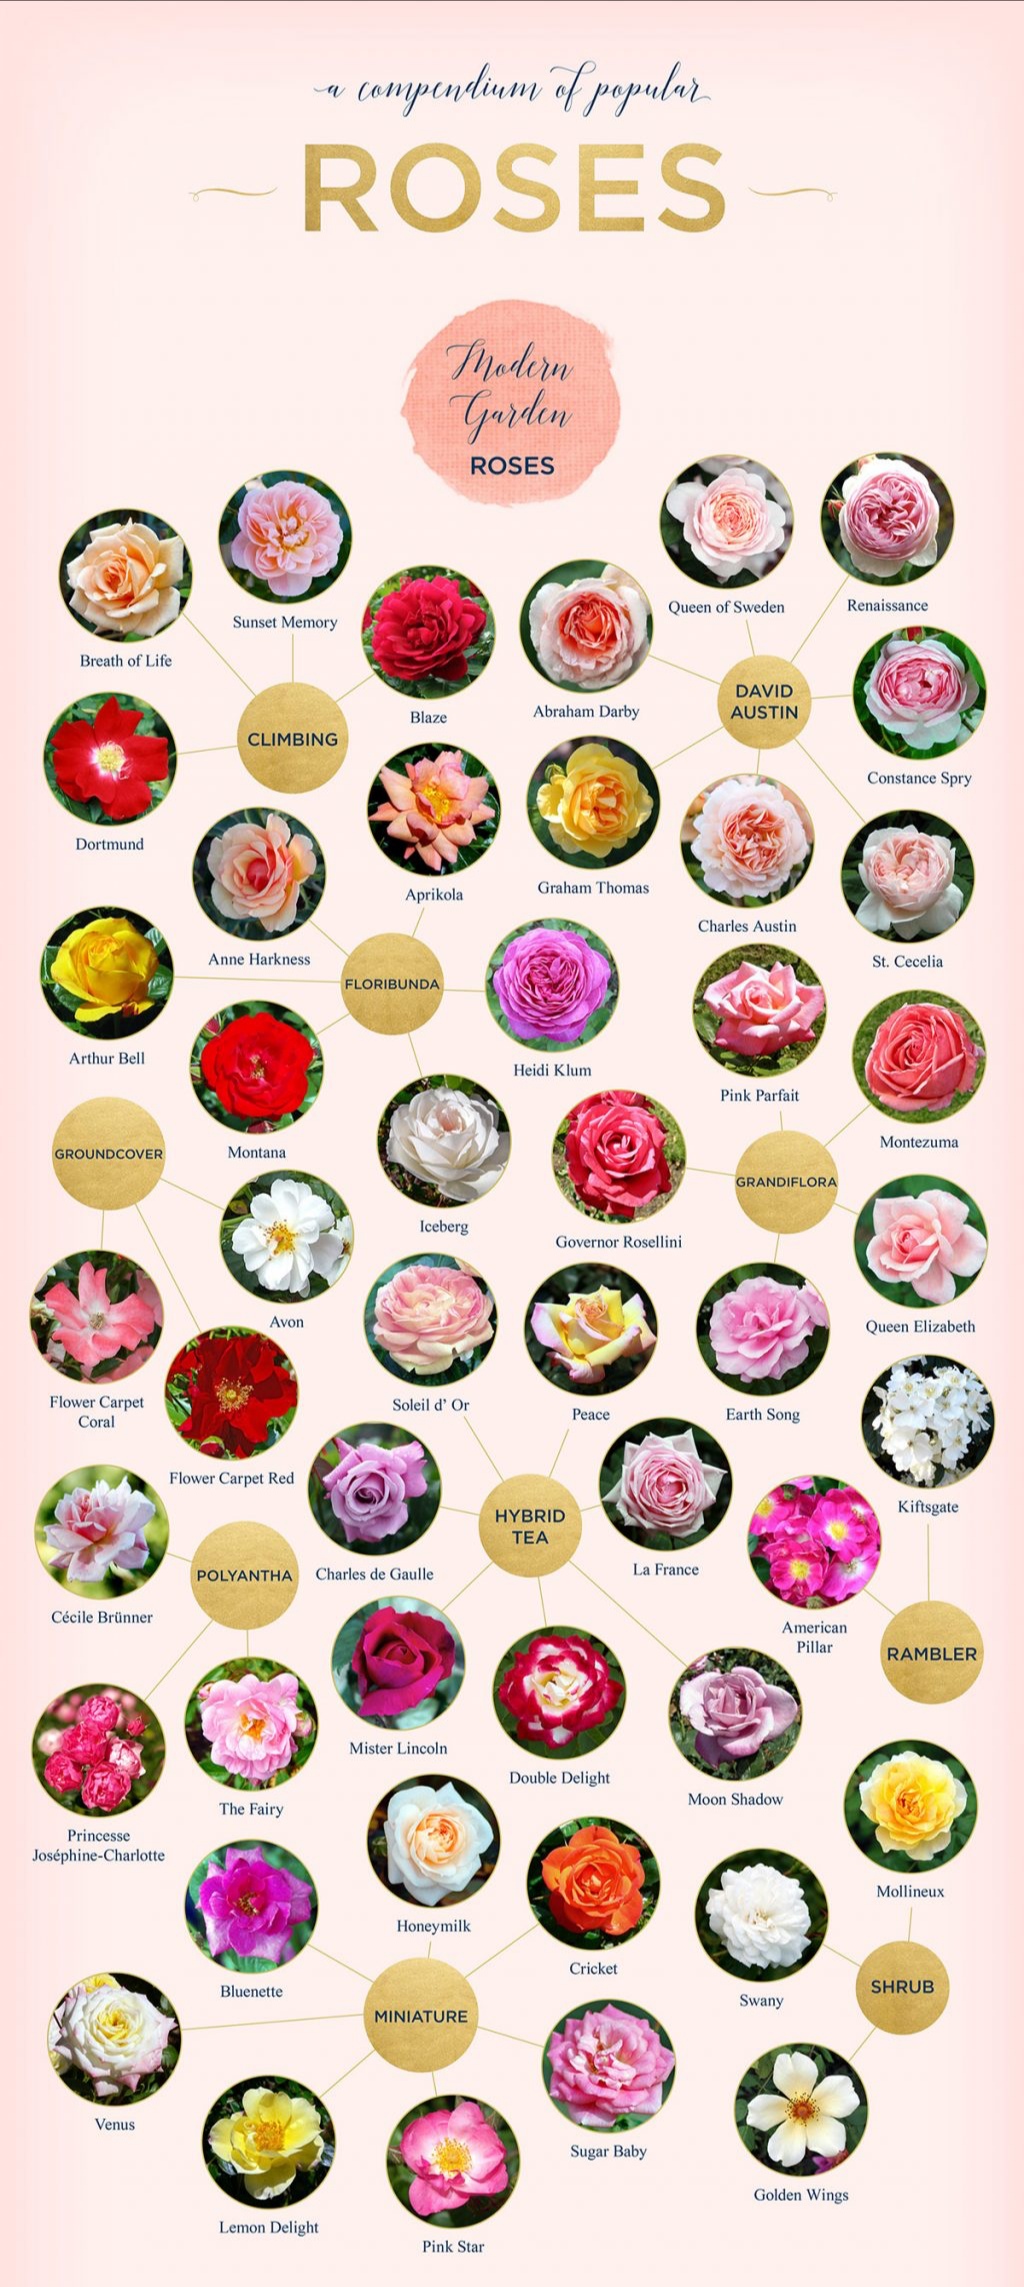 a compendium of popular
ROSES
Modern
Garden
ROSES
Queen of Sweden
Renaissance
Sunset Memory
Breath of Life
Blaze
Abraham Darby
DAVID
AUSTIN
CLIMBING
Constance Spry
Dortmund
Aprikola
Graham Thomas
Charles Austin
Anne Harkness
St. Cecelia
FLORIBUNDA
Arthur Bell
Heidi Klum
Pink Parfait
Montezuma
Montana
GROUNDCOVER
GRANDIFLORA
Iceberg
Governor Rosellini
Avon
Queen Elizabeth
Flower Carpet
Coral
Soleil d’ Or
Peace
Earth Song
Flower Carpet Red
Kiftsgate
HYBRID
TEA
La France
Charles de Gaulle
POLYANTHA
Cécile Brünner
American
Pillar
RAMBLER
Mister Lincoln
Double Delight
Moon Shadow
The Fairy
Princesse
Joséphine-Charlotte
Mollineux
Honeymilk
Cricket
Bluenette
Swany
SHRUB
MINIATURE
Venus
Sugar Baby
Golden Wings
Lemon Delight
Pink Star